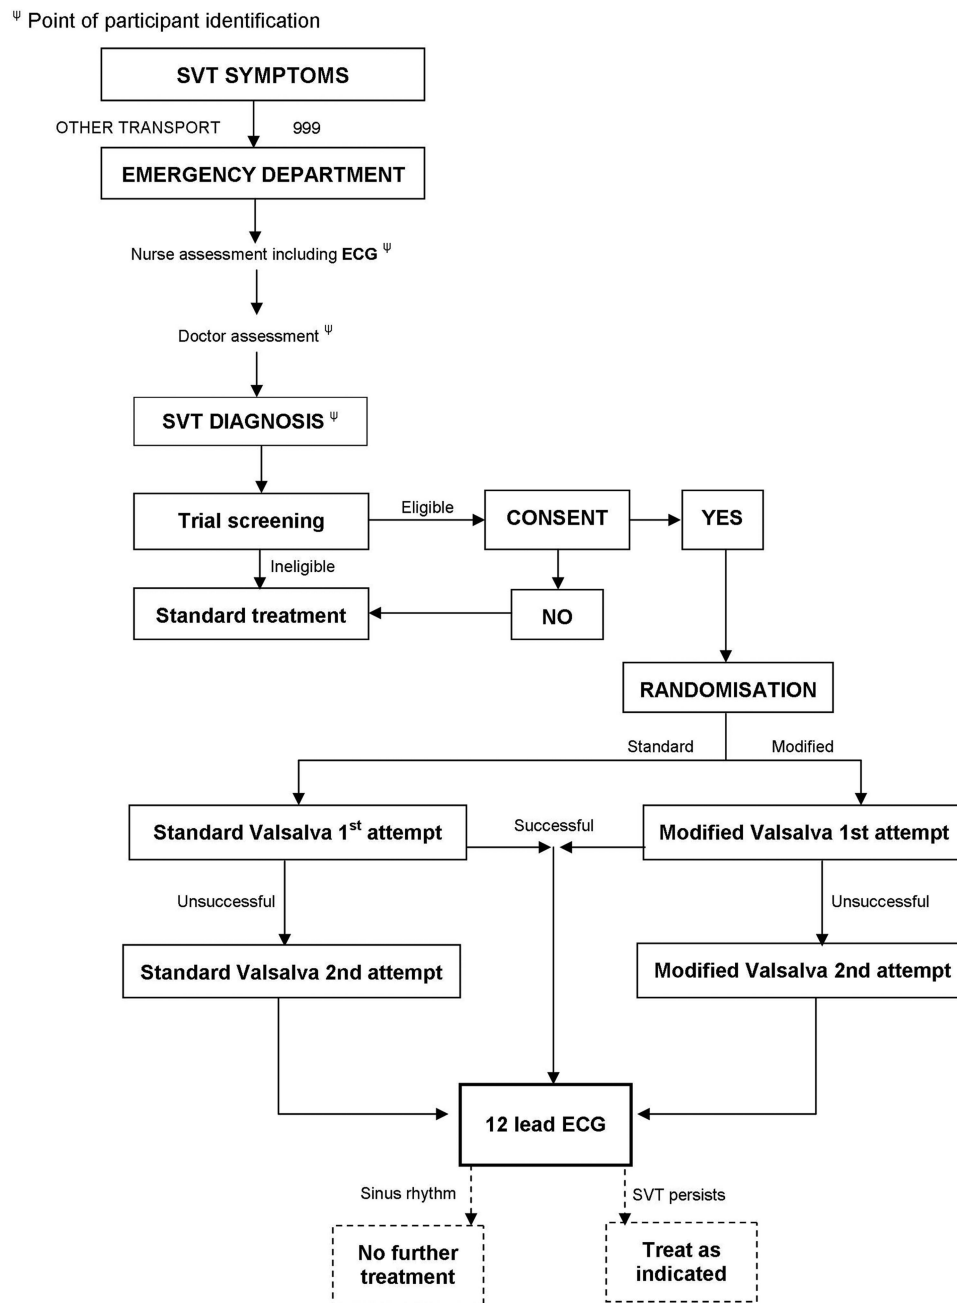 ψ Point of participant identification
SVT SYMPTOMS
OTHER TRANSPORT 999
EMERGENCY DEPARTMENT
Nurse assessment including ECG ψ
Doctor assessment ψ
SVT DIAGNOSIS ψ
Trial screening
Eligible
CONSENT
YES
Ineligible
Standard treatment
NO
RANDOMISATION
Standard
Modified
Standard Valsalva 1st attempt
Successful
Modified Valsalva 1st attempt
Unsuccessful
Unsuccessful
Standard Valsalva 2nd attempt
Modified Valsalva 2nd attempt
12 lead ECG
Sinus rhythm
SVT persists
No further
treatment
Treat as
indicated